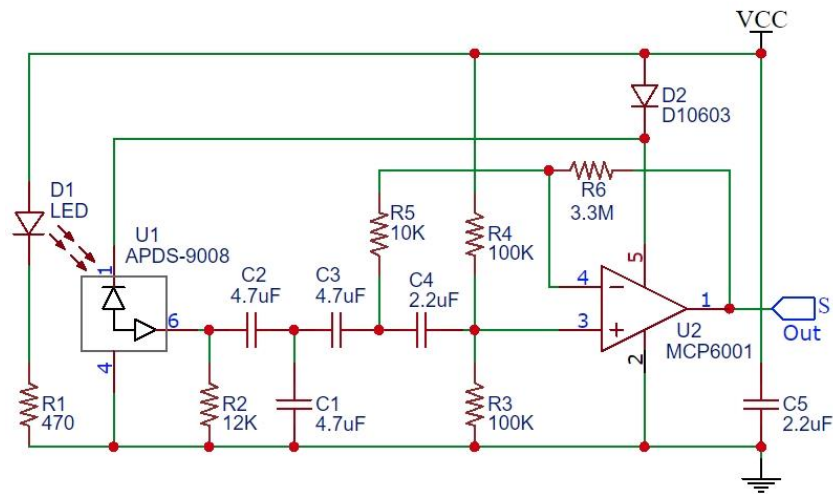 VCC
D2
D10603
D1
LED
U1
APDS-9008
1
6
4
R1
470
R2
12K
C2
4.7uF
C1
4.7uF
C3
4.7uF
R5
10K
C4
2.2uF
R4
100K
R3
100K
R6
3.3M
5
4
3
1
2
U2
MCP6001
S
Out
C5
2.2uF